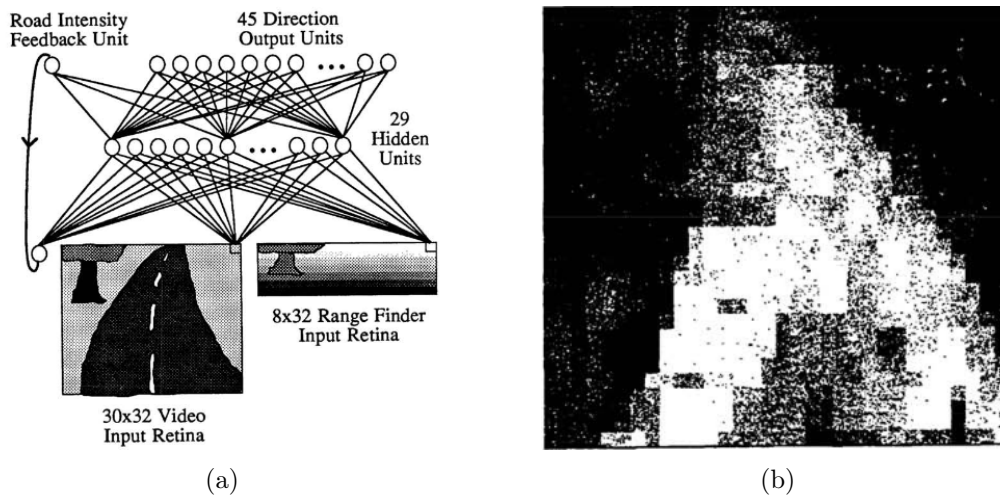 Road Intensity
Feedback Unit
45 Direction
Output Units
29
Hidden
Units
8x32 Range Finder
Input Retina
30x32 Video
Input Retina
(a)
(b)